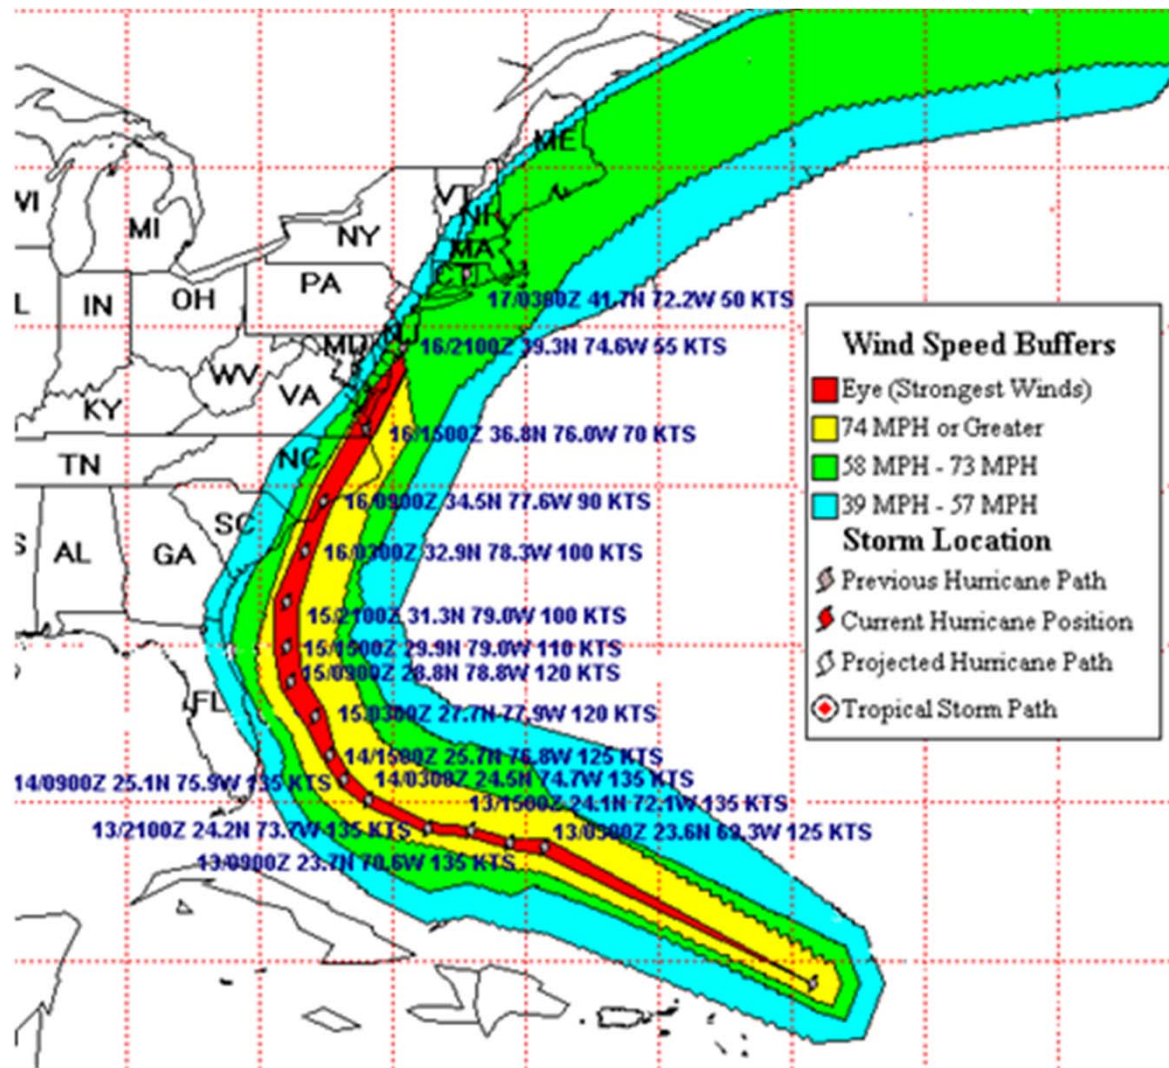 ME
VT
NH
WI
MI
NY
MA
CT
PA
L
IN
OH
17/0300Z 41.7N 72.2W 50 KTS
NJ
MD
16/2100Z 39.3N 74.6W 55 KTS
WV
VA
KY
16/1500Z 36.8N 76.0W 70 KTS
TN
NC
16/0900Z 34.5N 77.6W 90 KTS
SC
S
AL
GA
16/0300Z 32.9N 78.3W 100 KTS
15/2100Z 31.3N 79.0W 100 KTS
15/1500Z 29.9N 79.0W 110 KTS
15/0900Z 28.8N 78.8W 120 KTS
FL
15/0300Z 27.7N 77.9W 120 KTS
14/1500Z 25.7N 76.8W 125 KTS
14/0900Z 25.1N 75.9W 135 KTS
14/0300Z 24.5N 74.7W 135 KTS
13/1500Z 24.1N 72.1W 135 KTS
13/2100Z 24.2N 73.7W 135 KTS
13/0300Z 23.6N 69.3W 125 KTS
13/0900Z 23.7N 70.6W 135 KTS
Wind Speed Buffers
Eye (Strongest Winds)
74 MPH or Greater
58 MPH - 73 MPH
39 MPH - 57 MPH
Storm Location
Previous Hurricane Path
Current Hurricane Position
Projected Hurricane Path
Tropical Storm Path